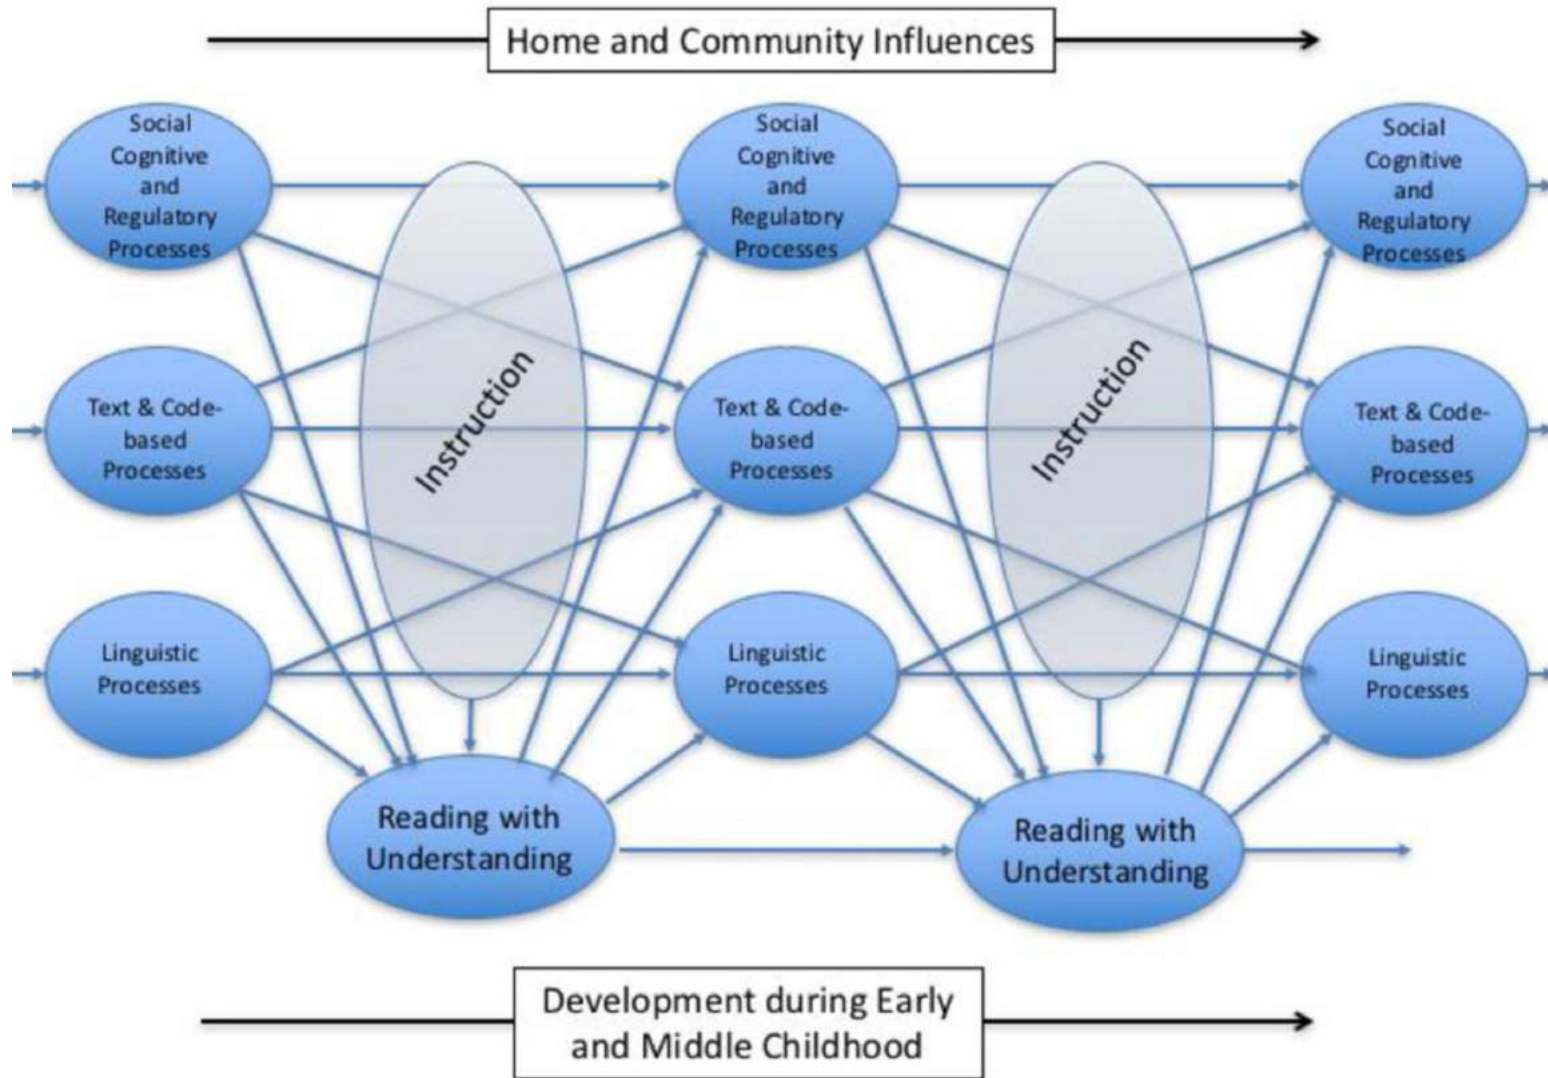 Home and Community Influences
Social
Cognitive
and
Regulatory
Processes
Social
Cognitive
and
Regulatory
Processes
Social
Cognitive
and
Regulatory
Processes
Instruction
Instruction
Text & Code-
based
Processes
Text & Code-
based
Processes
Text & Code-
based
Processes
Linguistic
Processes
Linguistic
Processes
Linguistic
Processes
Reading with
Understanding
Reading with
Understanding
Development during Early
and Middle Childhood